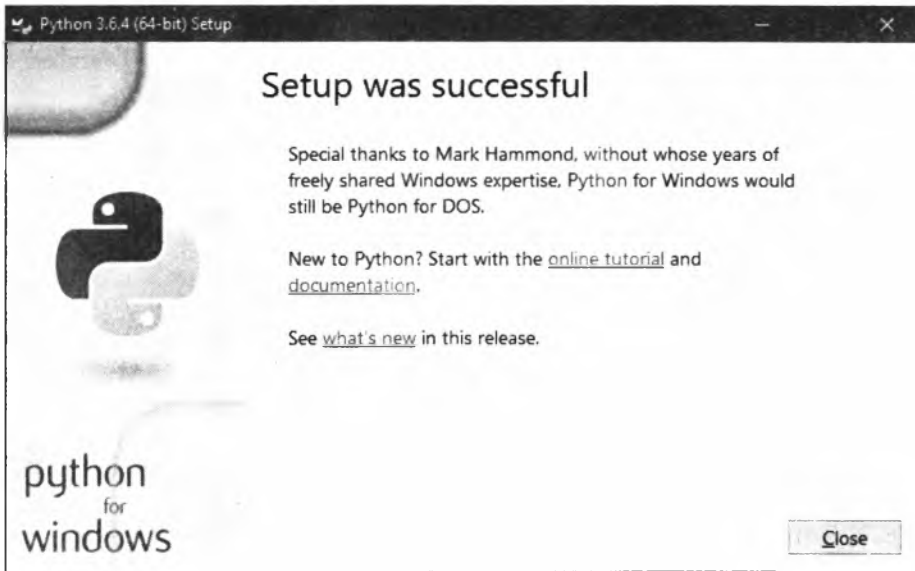 Python 3.6.4 (64-bit) Setup
Setup was successful
Special thanks to Mark Hammond, without whose years of
freely shared Windows expertise, Python for Windows would
still be Python for DOS.
New to Python? Start with the online tutorial and
documentation.
See what's new in this release.
python
for
windows
Close